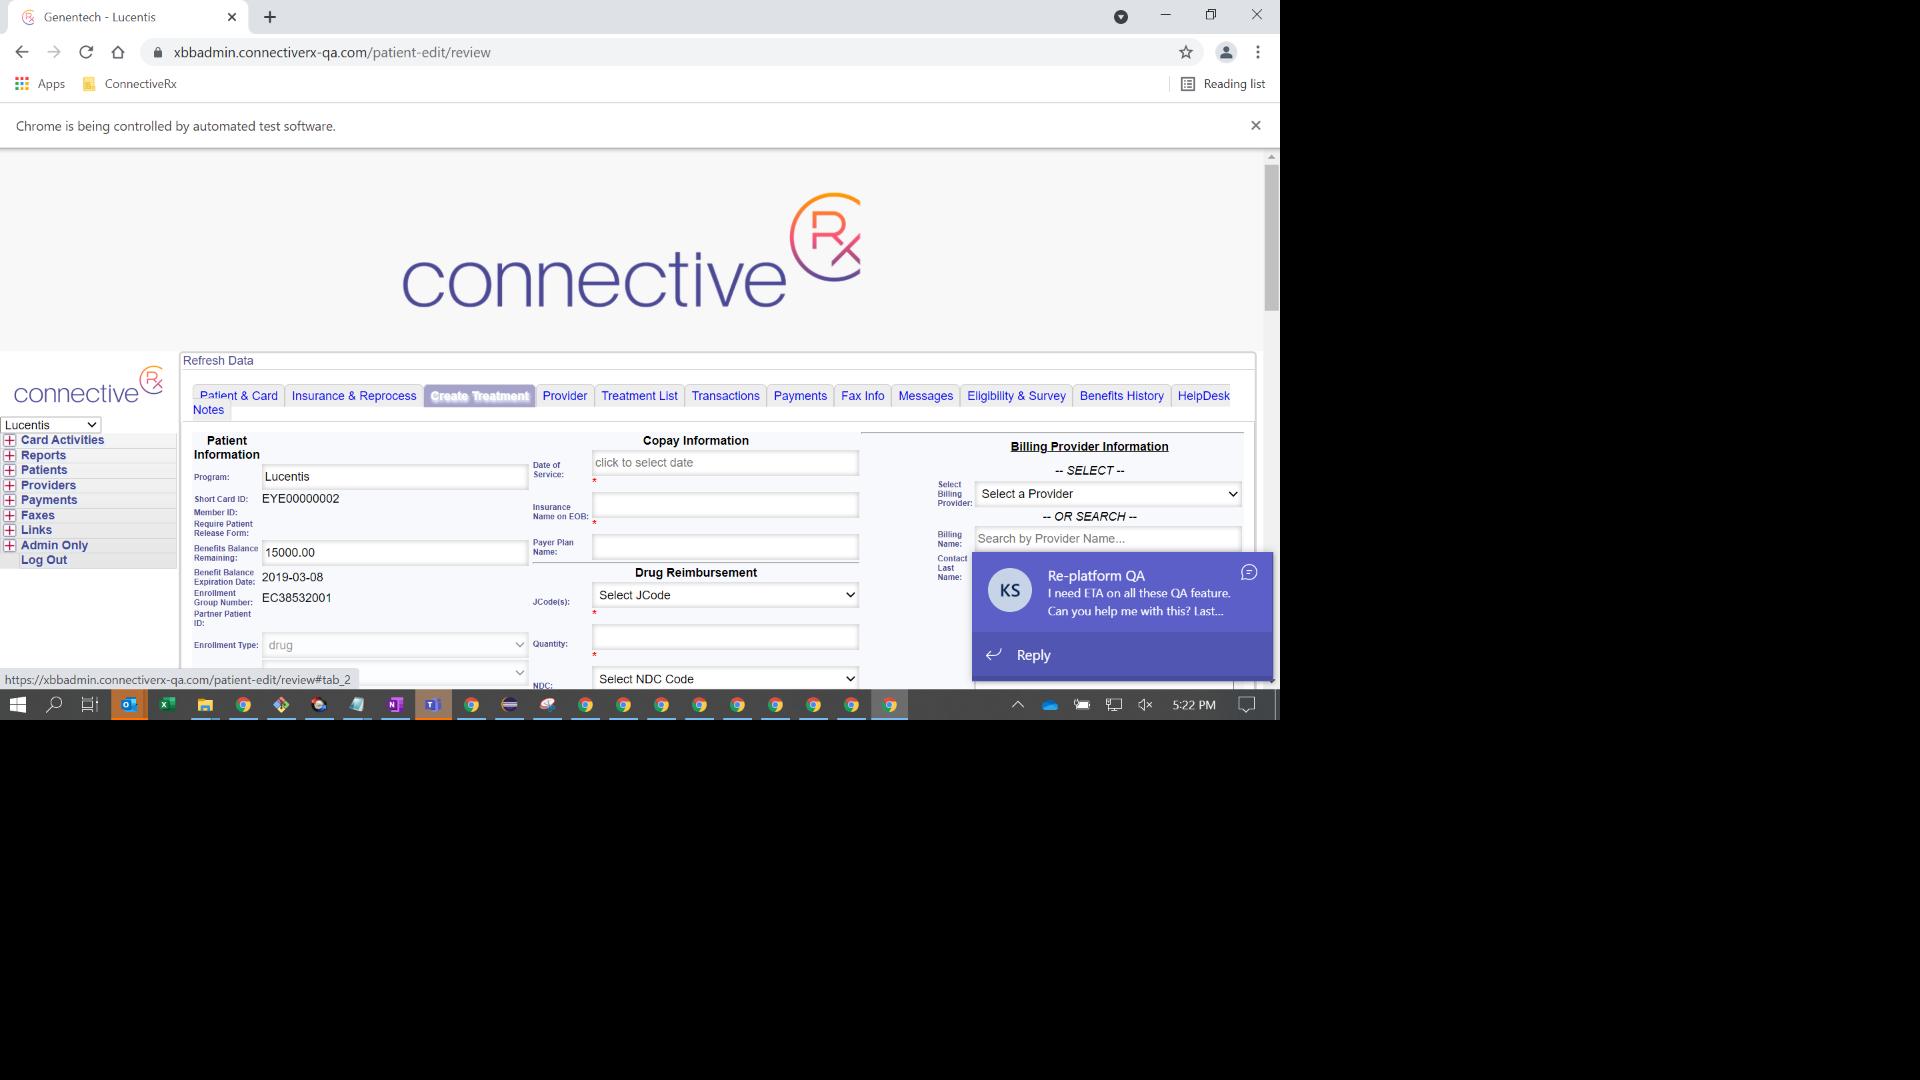 Genentech - Lucentis
xbbadmin.connectiverx-qa.com/patient-edit/review
Apps
ConnectiveRx
Reading list
Chrome is being controlled by automated test software.
connective Rx
connective Rx
Lucentis
Card Activities
Reports
Patients
Providers
Payments
Faxes
Links
Admin Only
Log Out
Refresh Data
Patient & Card
Insurance & Reprocess
Create Treatment
Provider
Treatment List
Transactions
Payments
Fax Info
Messages
Eligibility & Survey
Benefits History
HelpDesk
Notes
Patient
Information
Program:
Lucentis
Short Card ID:
EYE00000002
Member ID:
Require Patient
Release Form:
Benefits Balance
Remaining:
15000.00
Benefit Balance
Expiration Date:
2019-03-08
Enrollment
Group Number:
EC38532001
Partner Patient
ID:
Enrollment Type:
drug
Copay Information
Date of
Service:
click to select date
*
Insurance
Name on EOB:
*
Payer Plan
Name:
Drug Reimbursement
JCode(s):
Select JCode
*
Quantity:
*
NDC:
Select NDC Code
Billing Provider Information
-- SELECT --
Select
Billing
Provider:
Select a Provider
-- OR SEARCH --
Billing
Name:
Search by Provider Name...
Contact
Last
Name:
KS
Re-platform QA
I need ETA on all these QA feature.
Can you help me with this? Last...
Reply
https://xbbadmin.connectiverx-qa.com/patient-edit/review#tab_2
5:22 PM